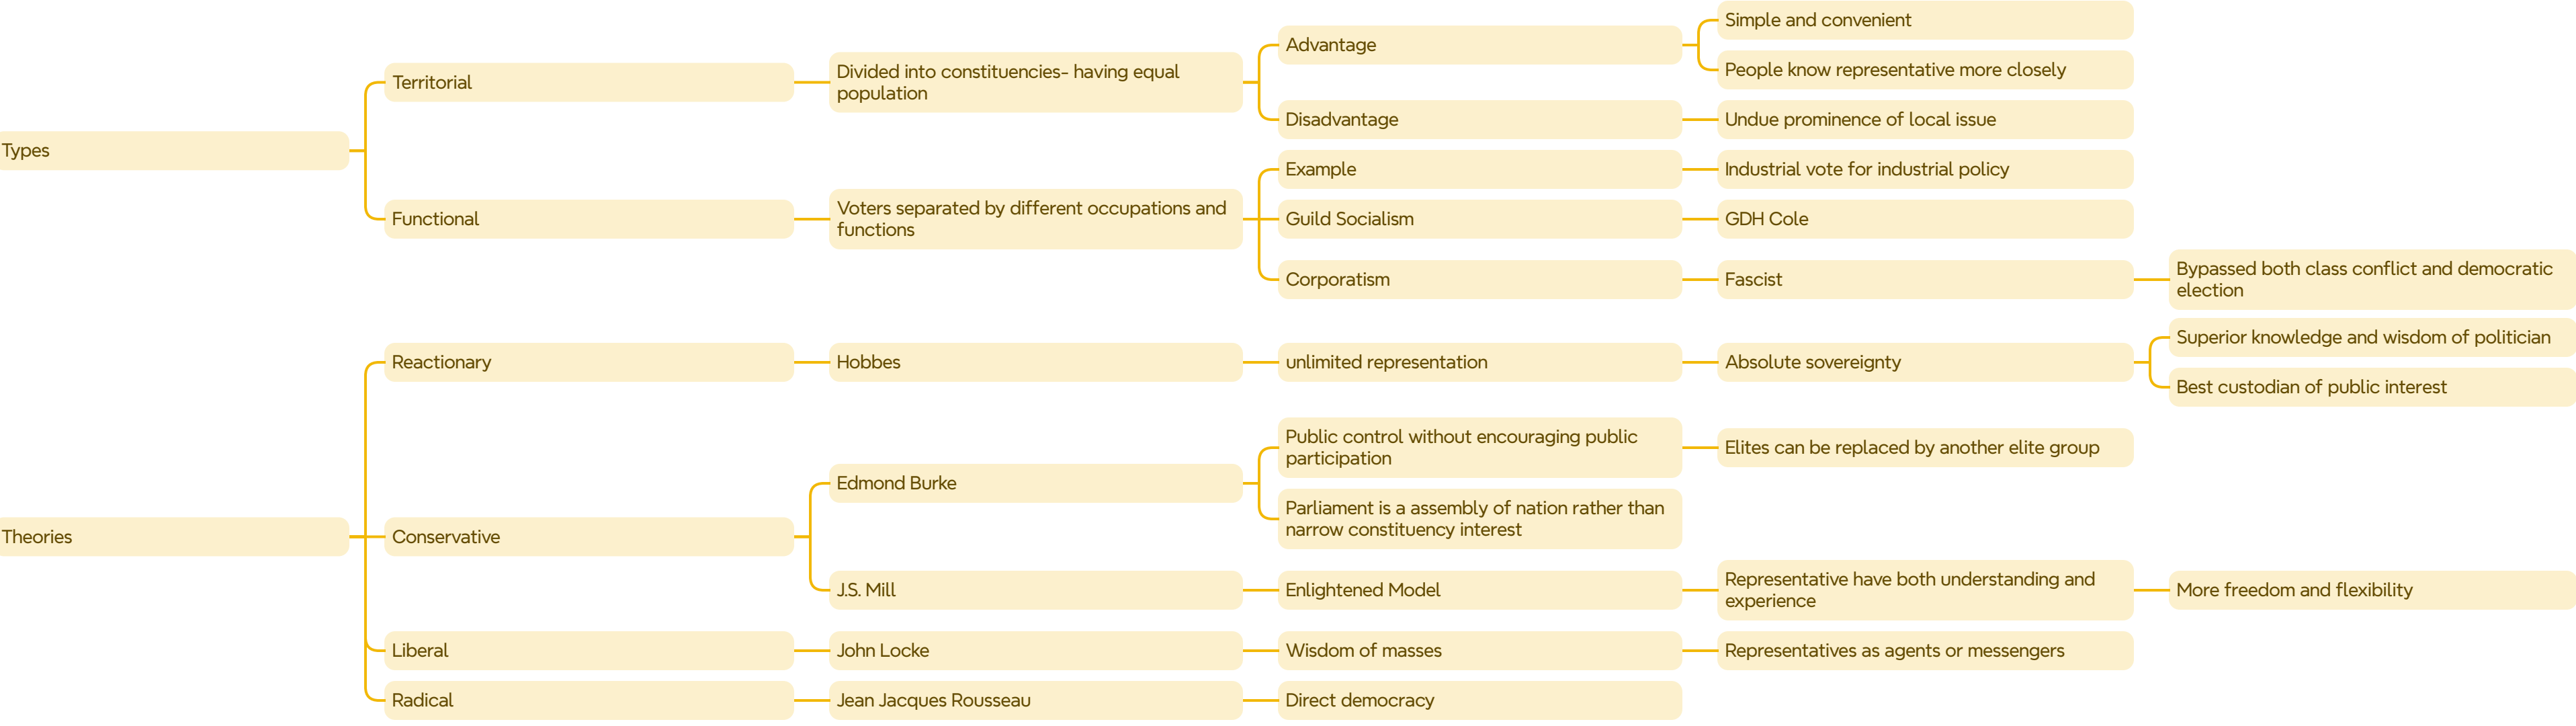 Types
Territorial
Divided into constituencies- having equal
population
Advantage
Simple and convenient
People know representative more closely
Disadvantage
Undue prominence of local issue
Functional
Voters separated by different occupations and
functions
Example
Industrial vote for industrial policy
Guild Socialism
GDH Cole
Corporatism
Fascist
Bypassed both class conflict and democratic
election
Theories
Reactionary
Hobbes
unlimited representation
Absolute sovereignty
Superior knowledge and wisdom of politician
Best custodian of public interest
Conservative
Edmond Burke
Public control without encouraging public
participation
Elites can be replaced by another elite group
Parliament is a assembly of nation rather than
narrow constituency interest
J.S. Mill
Enlightened Model
Representative have both understanding and
experience
More freedom and flexibility
Liberal
John Locke
Wisdom of masses
Representatives as agents or messengers
Radical
Jean Jacques Rousseau
Direct democracy